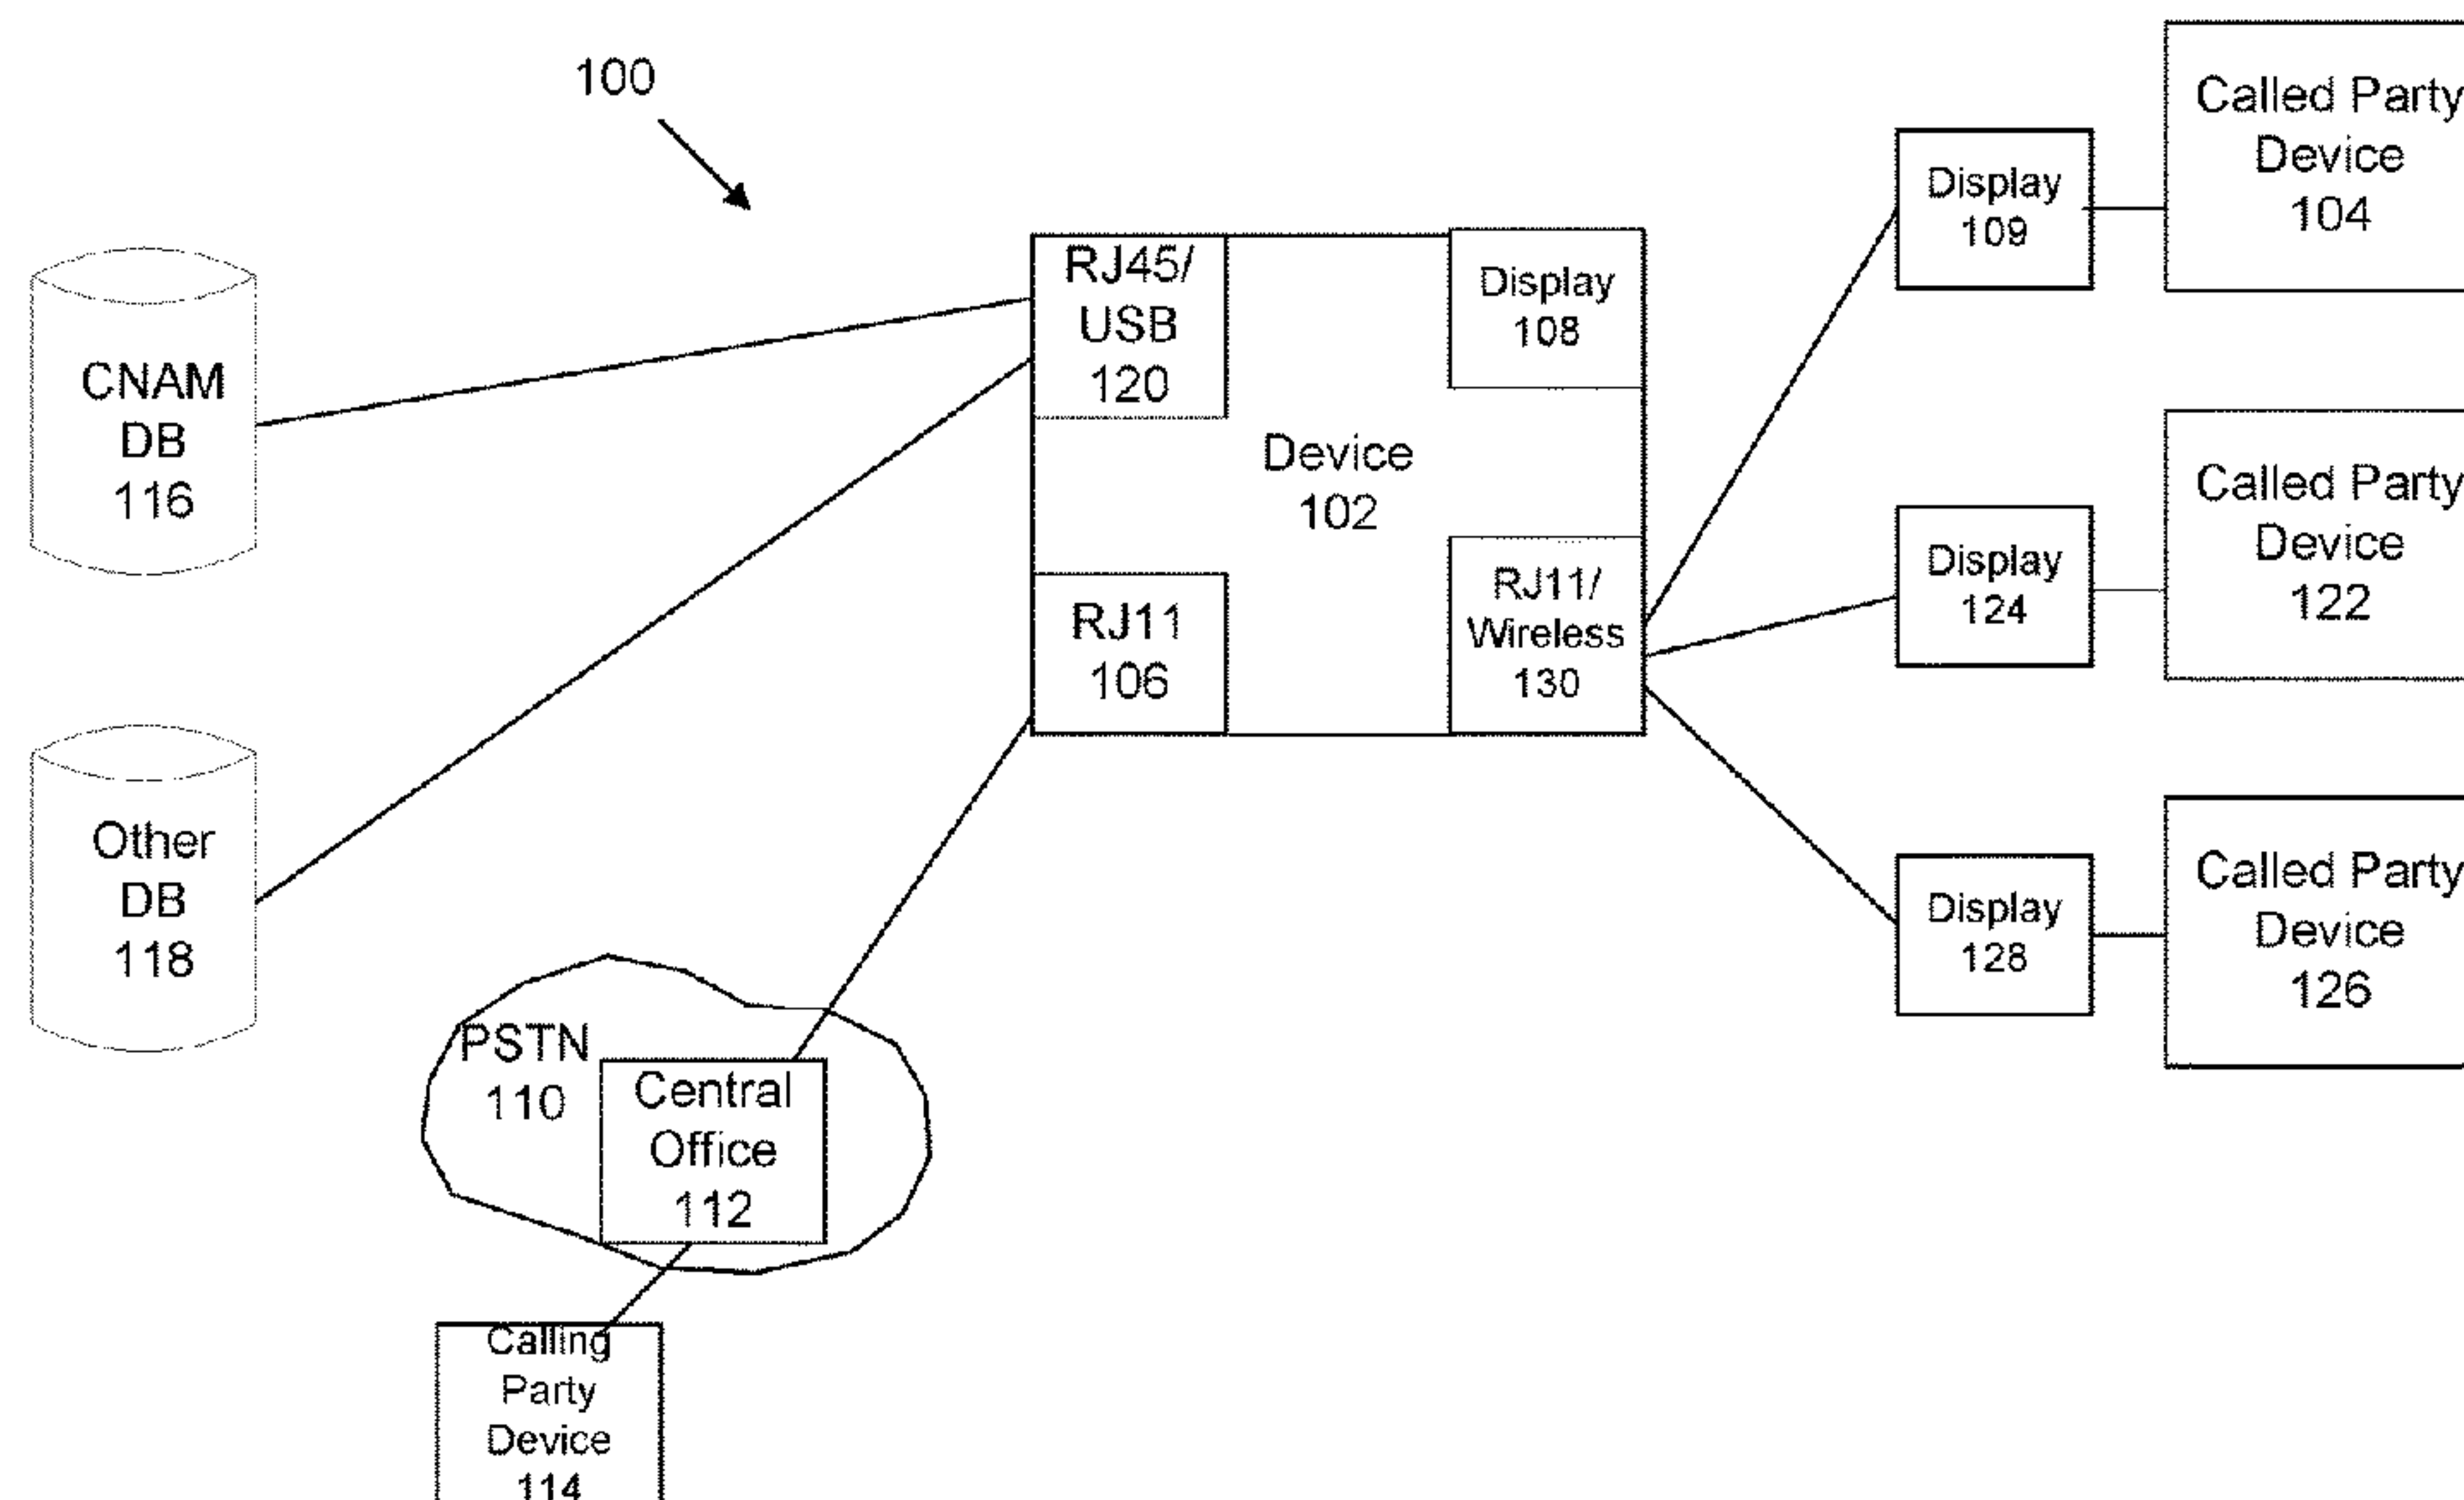 100
CNAM
DB
116
Other
DB
118
RJ45/
USB
120
Display
108
Device
102
RJ11
106
RJ11/
Wireless
130
Display
109
Called Party
Device
104
Display
124
Called Party
Device
122
Display
128
Called Party
Device
126
PSTN
110
Central
Office
112
Calling
Party
Device
114